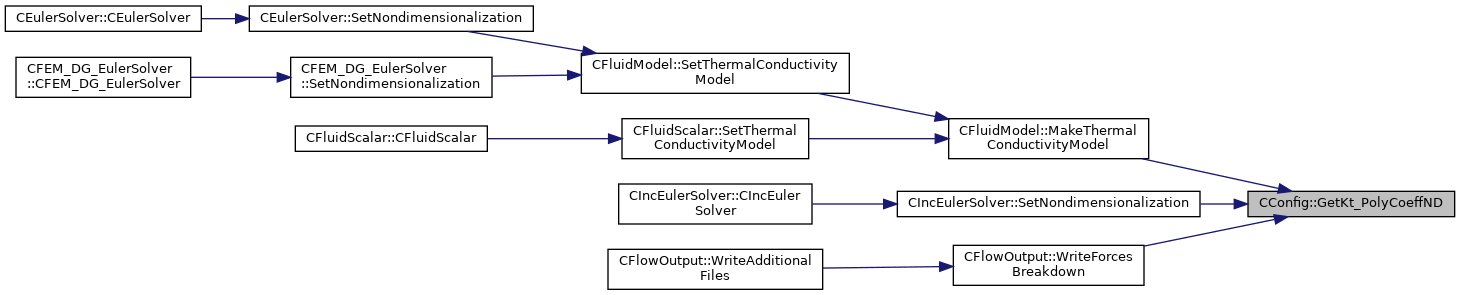 CEulerSolver::CEulerSolver
CEulerSolver::SetNondimensionalization
CFEM_DG_EulerSolver
::CFEM_DG_EulerSolver
CFEM_DG_EulerSolver
::SetNondimensionalization
CFluidModel::SetThermalConductivity
Model
CFluidScalar::CFluidScalar
CFluidScalar::SetThermal
ConductivityModel
CFluidModel::MakeThermal
ConductivityModel
CIncEulerSolver::CIncEuler
Solver
CIncEulerSolver::SetNondimensionalization
CConfig::GetKt_PolyCoeffND
CFlowOutput::WriteAdditional
Files
CFlowOutput::WriteForces
Breakdown